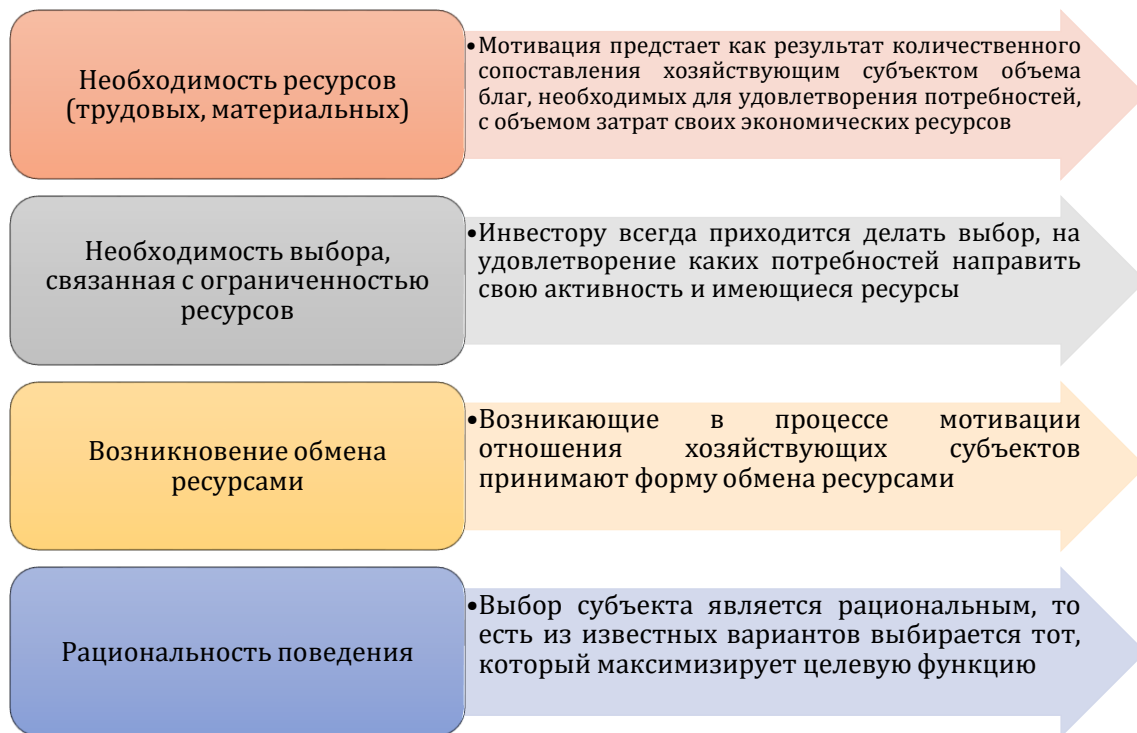 Необходимость ресурсов
(трудовых, материальных)
•Мотивация предстает как результат количественного
сопоставления хозяйствующим субъектом объема
благ, необходимых для удовлетворения потребностей,
с объемом затрат своих экономических ресурсов
Необходимость выбора,
связанная с ограниченностью
ресурсов
•Инвестору всегда приходится делать выбор, на
удовлетворение каких потребностей направить
свою активность и имеющиеся ресурсы
Возникновение обмена
ресурсами
•Возникающие в процессе мотивации
отношения хозяйствующих субъектов
принимают форму обмена ресурсами
Рациональность поведения
•Выбор субъекта является рациональным, то
есть из известных вариантов выбирается тот,
который максимизирует целевую функцию